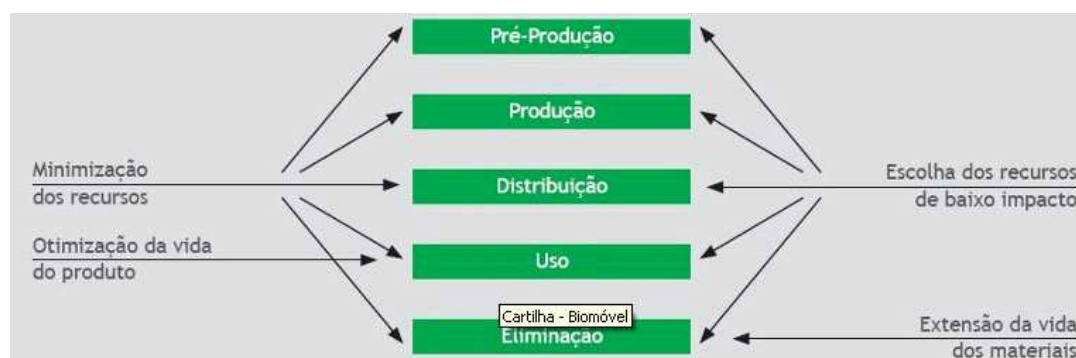 Pré-Produção
Produção
Minimização
dos recursos
Distribuição
Escolha dos recursos
de baixo impacto
Otimização da vida
do produto
Uso
Cartilha - Biomóvel
Eliminação
Extensão da vida
dos materiais